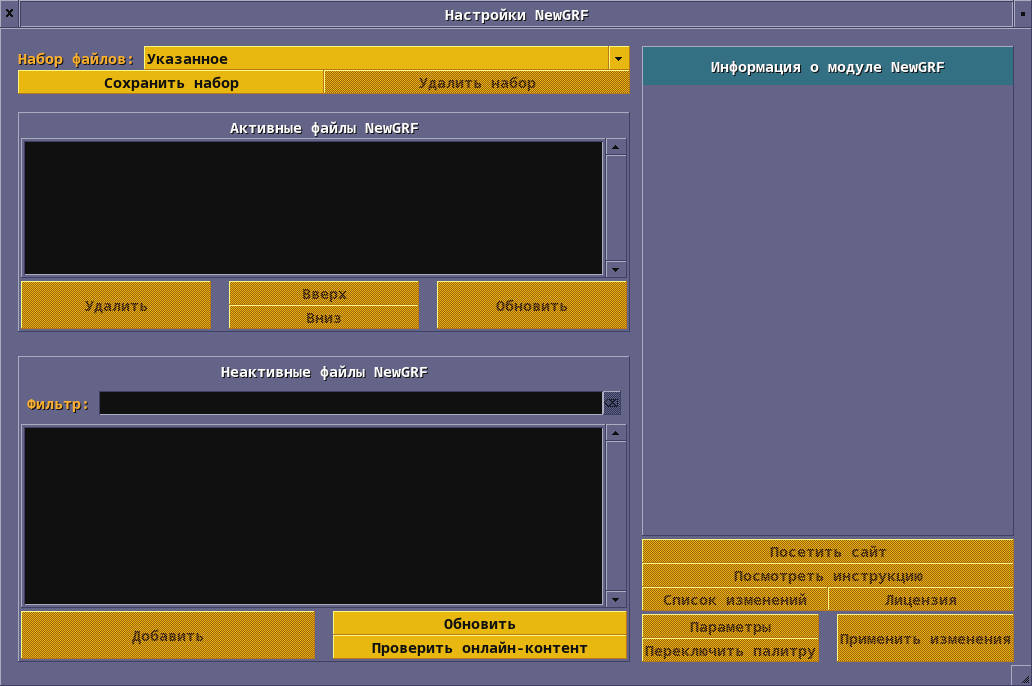 Настройки NewGRF
Набор файлов: Указанное
Сохранить набор Удалить набор
Активные файлы NewGRF
Удалить
Вверх
Вниз
Обновить
Неактивные файлы NewGRF
Фильтр:
Добавить
Обновить
Проверить онлайн-контент
Информация о модуле NewGRF
Посетить сайт
Посмотреть инструкцию
Список изменений Лицензия
Параметры
Переключить палитру
Применить изменения